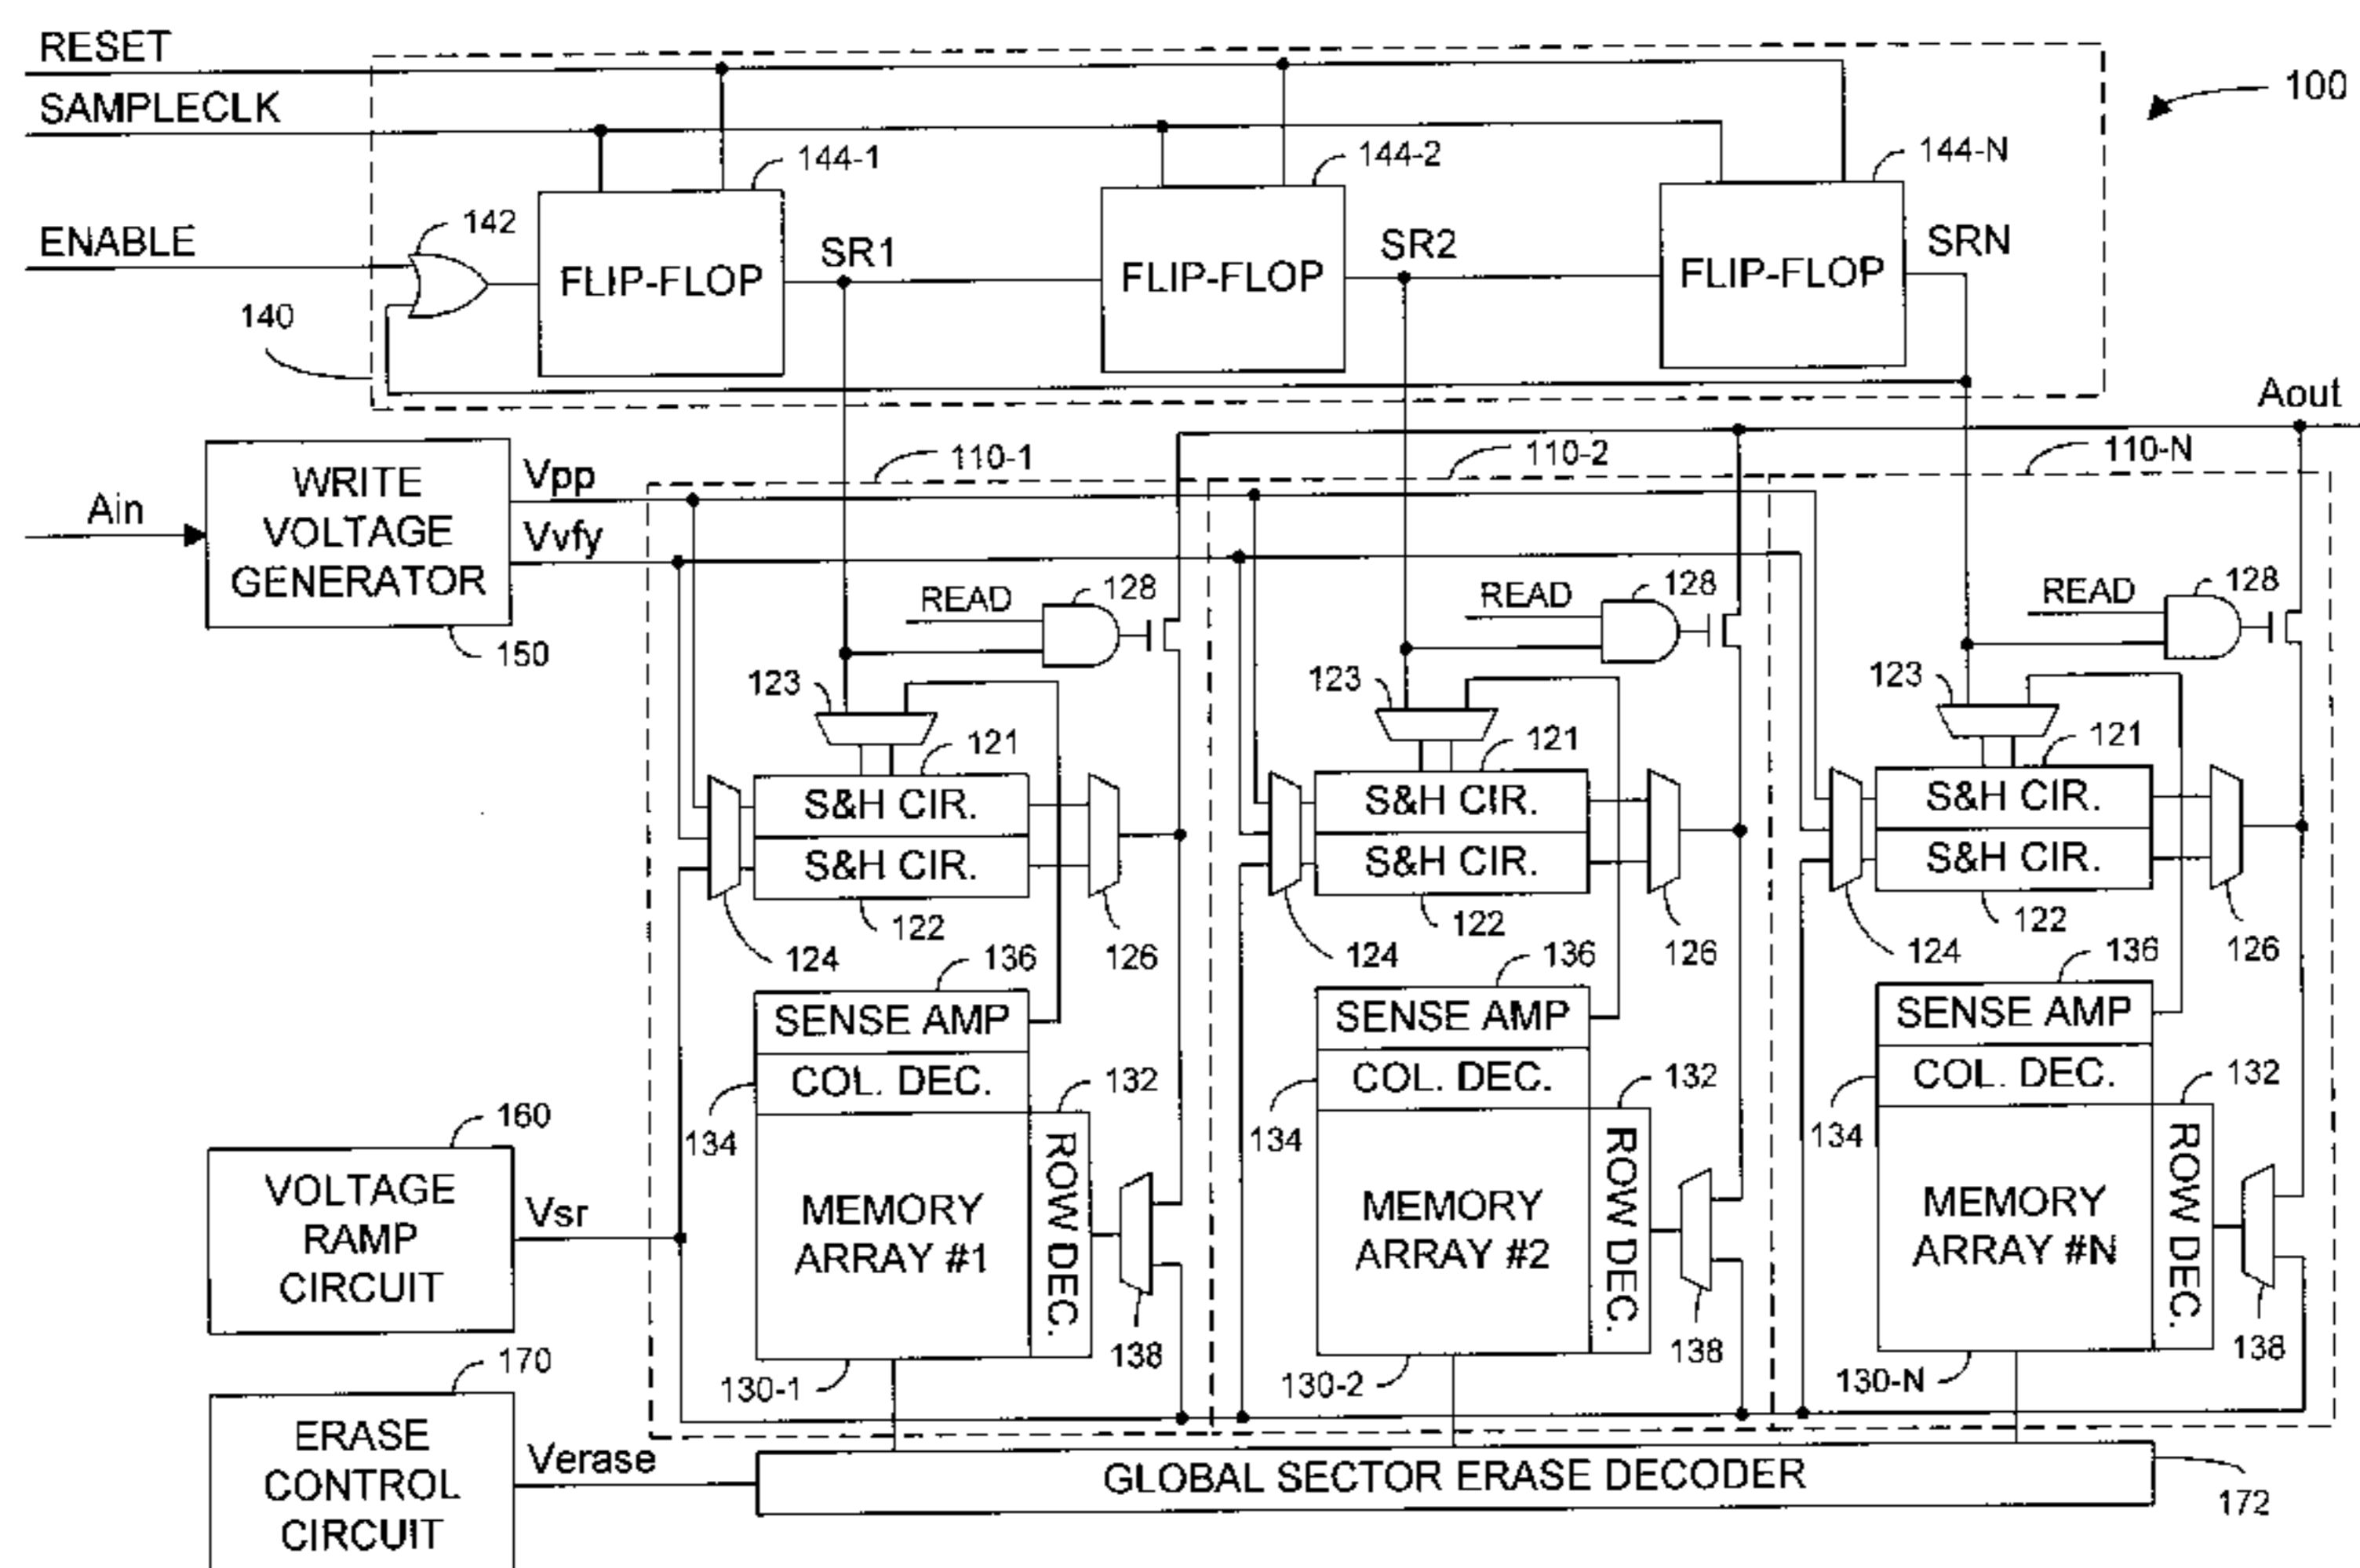 RESET
100
SAMPLECLK
144-1
144-2
144-N
142
ENABLE
FLIP-FLOP
SR1
FLIP-FLOP
SR2
FLIP-FLOP
SRN
140
Aout
110-1
110-2
110-N
WRITE
VOLTAGE
GENERATOR
Vpp
Ain
Vvfy
READ
128
READ
128
READ
128
150
123
123
123
121
121
121
S&H CIR.
S&H CIR.
S&H CIR.
S&H CIR.
S&H CIR.
S&H CIR.
122
122
122
124
136
126
124
136
126
124
136
126
SENSE AMP
SENSE AMP
SENSE AMP
COL. DEC.
132
COL. DEC.
132
COL. DEC.
132
160
134
134
134
VOLTAGE
RAMP
CIRCUIT
Vsr
MEMORY
ARRAY #1
ROW DEC.
MEMORY
ARRAY #2
ROW DEC.
MEMORY
ARRAY #N
ROW DEC.
138
138
138
170
130-1
130-2
130-N
ERASE
CONTROL
CIRCUIT
Verase
GLOBAL SECTOR ERASE DECODER
172